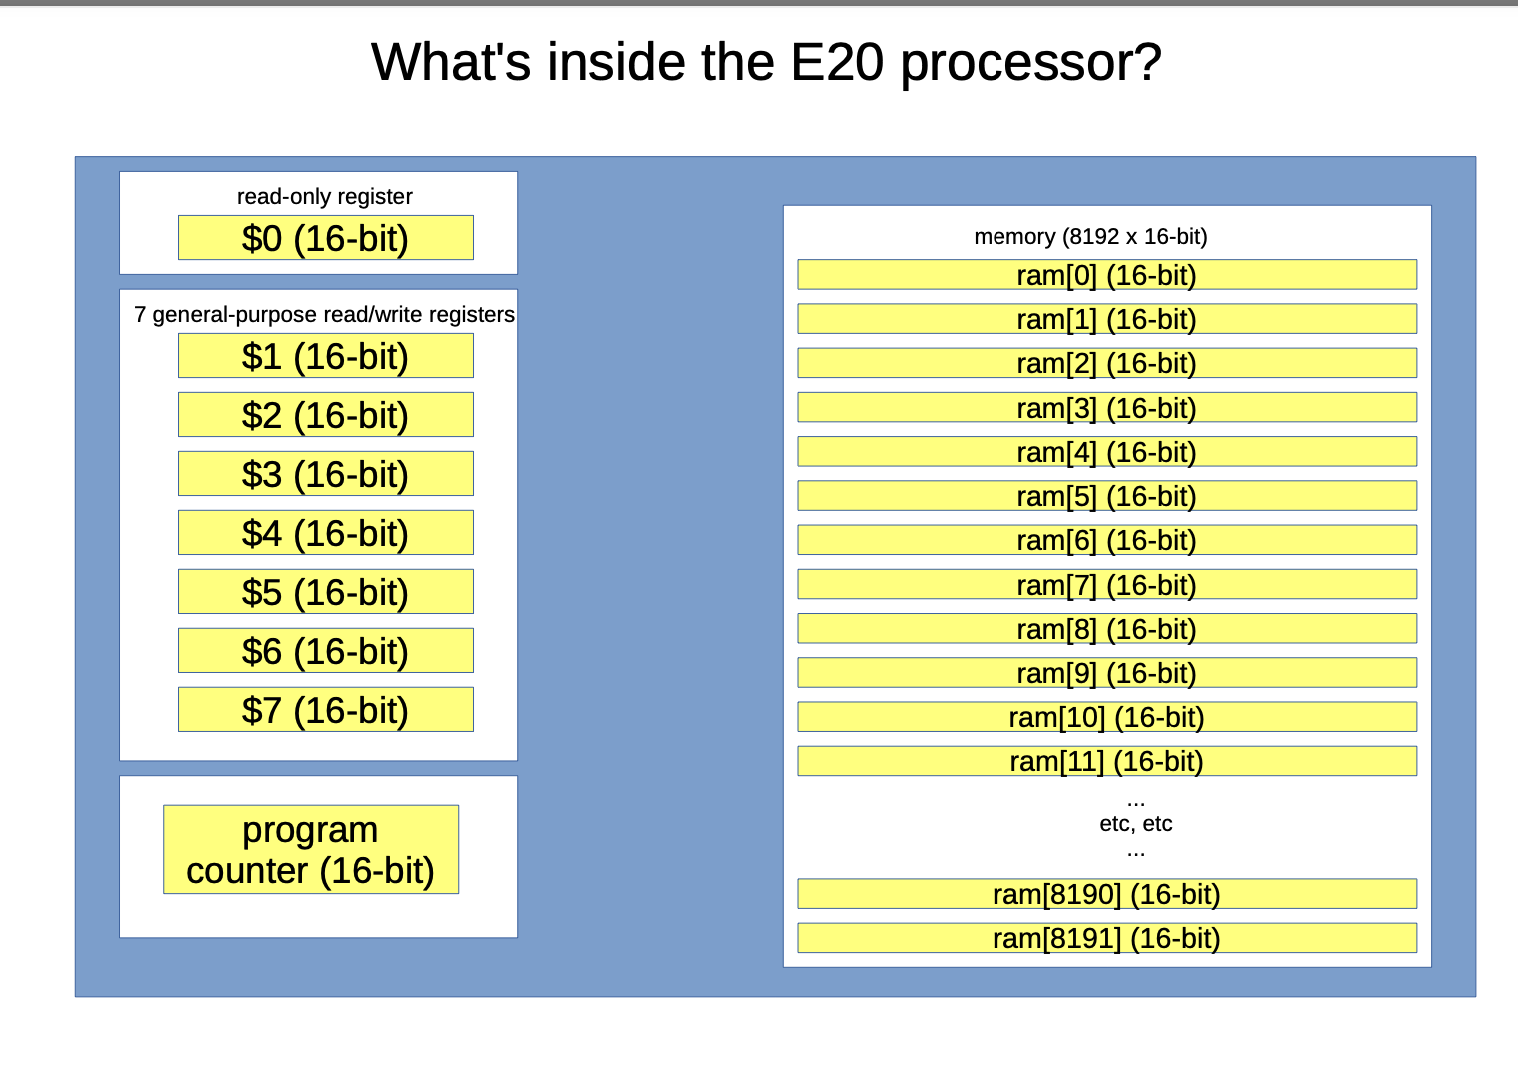 What's inside the E20 processor?
read-only register
$0 (16-bit)
7 general-purpose read/write registers
$1 (16-bit)
$2 (16-bit)
$3 (16-bit)
$4 (16-bit)
$5 (16-bit)
$6 (16-bit)
$7 (16-bit)
program
counter (16-bit)
memory (8192 x 16-bit)
ram[0] (16-bit)
ram[1] (16-bit)
ram[2] (16-bit)
ram[3] (16-bit)
ram[4] (16-bit)
ram[5] (16-bit)
ram[6] (16-bit)
ram[7] (16-bit)
ram[8] (16-bit)
ram[9] (16-bit)
ram[10] (16-bit)
ram[11] (16-bit)
...
etc, etc
...
ram[8190] (16-bit)
ram[8191] (16-bit)